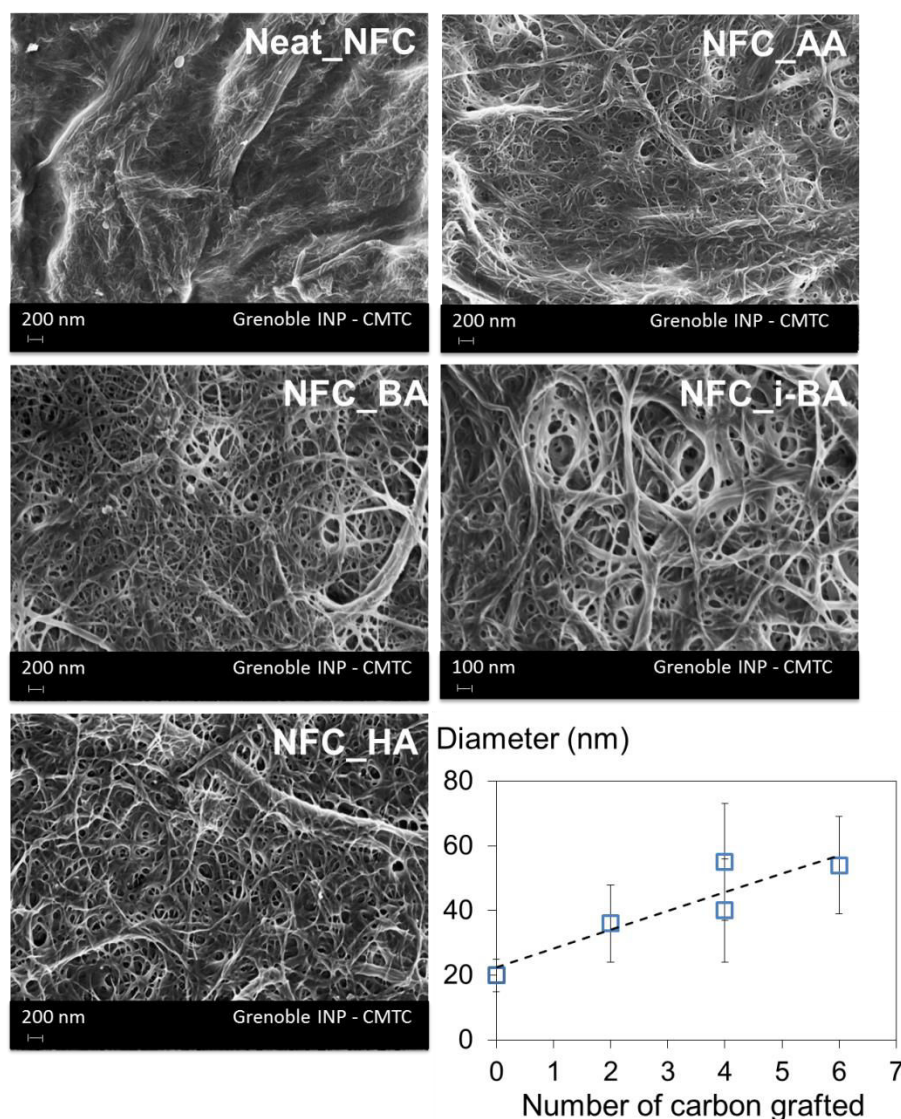 Neat_NFC
200 nm
Grenoble INP - CMTC
NFC_AA
200 nm
Grenoble INP - CMTC
NFC_BA
200 nm
Grenoble INP - CMTC
NFC_i-BA
100 nm
Grenoble INP - CMTC
NFC_HA
200 nm
Grenoble INP - CMTC
Diameter (nm)
80
60
40
20
0
0 1 2 3 4 5 6 7
Number of carbon grafted